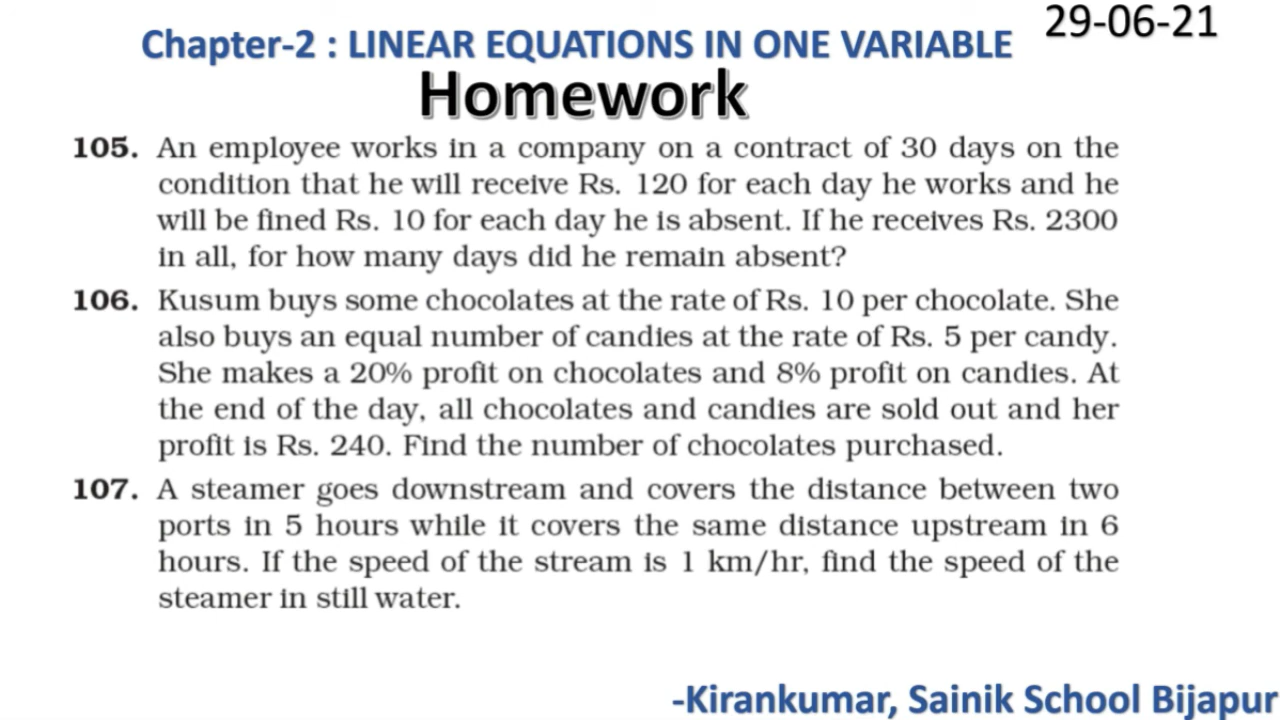 29-06-21
Chapter-2 : LINEAR EQUATIONS IN ONE VARIABLE
Homework
105. An employee works in a company on a contract of 30 days on the
condition that he will receive Rs. 120 for each day he works and he
will be fined Rs. 10 for each day he is absent. If he receives Rs. 2300
in all, for how many days did he remain absent?
106. Kusum buys some chocolates at the rate of Rs. 10 per chocolate. She
also buys an equal number of candies at the rate of Rs. 5 per candy.
She makes a 20% profit on chocolates and 8% profit on candies. At
the end of the day, all chocolates and candies are sold out and her
profit is Rs. 240. Find the number of chocolates purchased.
107. A steamer goes downstream and covers the distance between two
ports in 5 hours while it covers the same distance upstream in 6
hours. If the speed of the stream is 1 km/hr, find the speed of the
steamer in still water.
-Kirankumar, Sainik School Bijapur